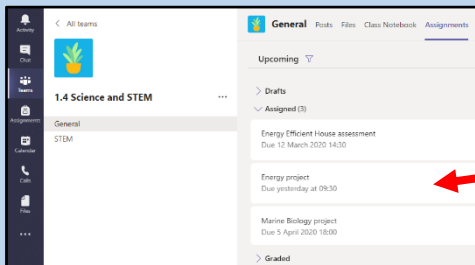 Activity
Chat
Teams
Assignments
Calendar
Calls
Files
< All teams
1.4 Science and STEM
General
STEM
General Posts Files Class Notebook Assignments
Upcoming
Drafts
Assigned (3)
Energy Efficient House assessment
Due 12 March 2020 14:30
Energy project
Due yesterday at 09:30
Marine Biology project
Due 5 April 2020 18:00
Graded